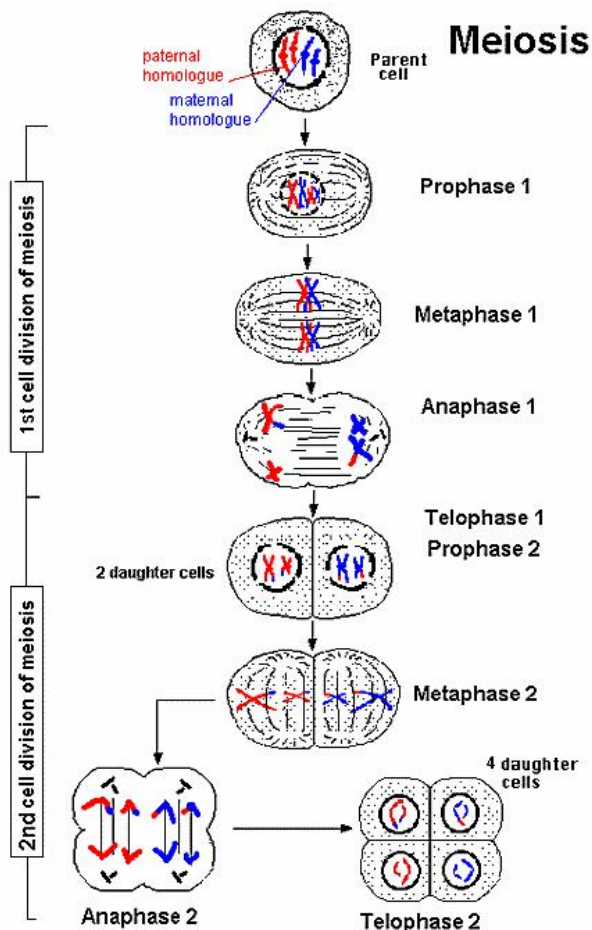 Meiosis
paternal
homologue
maternal
homologue
Parent
cell
1st cell division of meiosis
Prophase 1
Metaphase 1
Anaphase 1
Telophase 1
Prophase 2
2 daughter cells
2nd cell division of meiosis
Metaphase 2
4 daughter
cells
Anaphase 2
Telophase 2